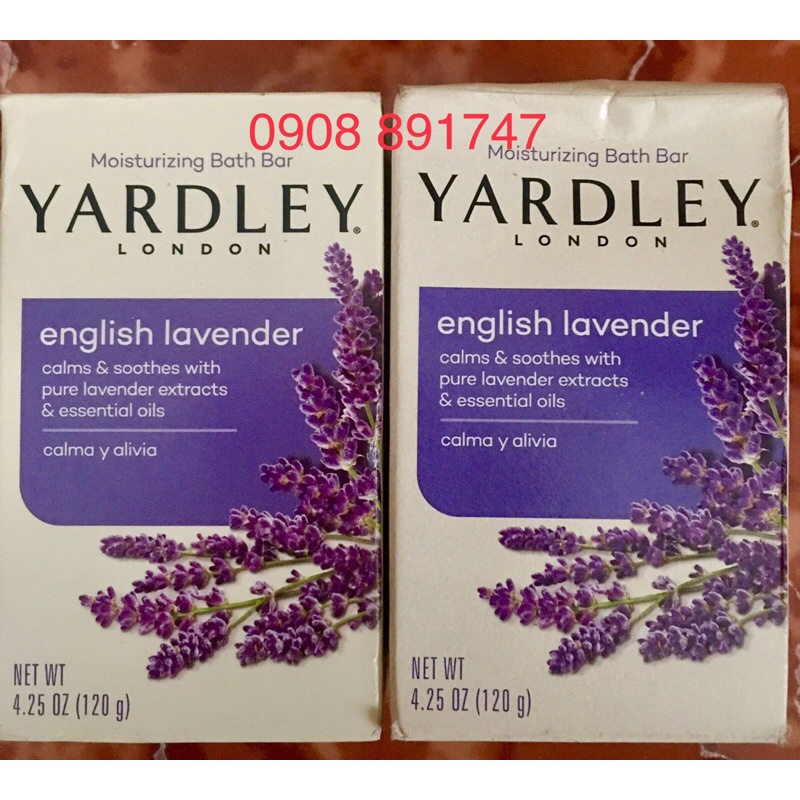 0908 891747
Moisturizing Bath Bar
YARDLEY®
LONDON
english lavender
calms & soothes with
pure lavender extracts
& essential oils
calma y alivia
NET WT
4.25 OZ (120 g)
Moisturizing Bath Bar
YARDLEY®
LONDON
english lavender
calms & soothes with
pure lavender extracts
& essential oils
calma y alivia
NET WT
4.25 OZ (120 g)